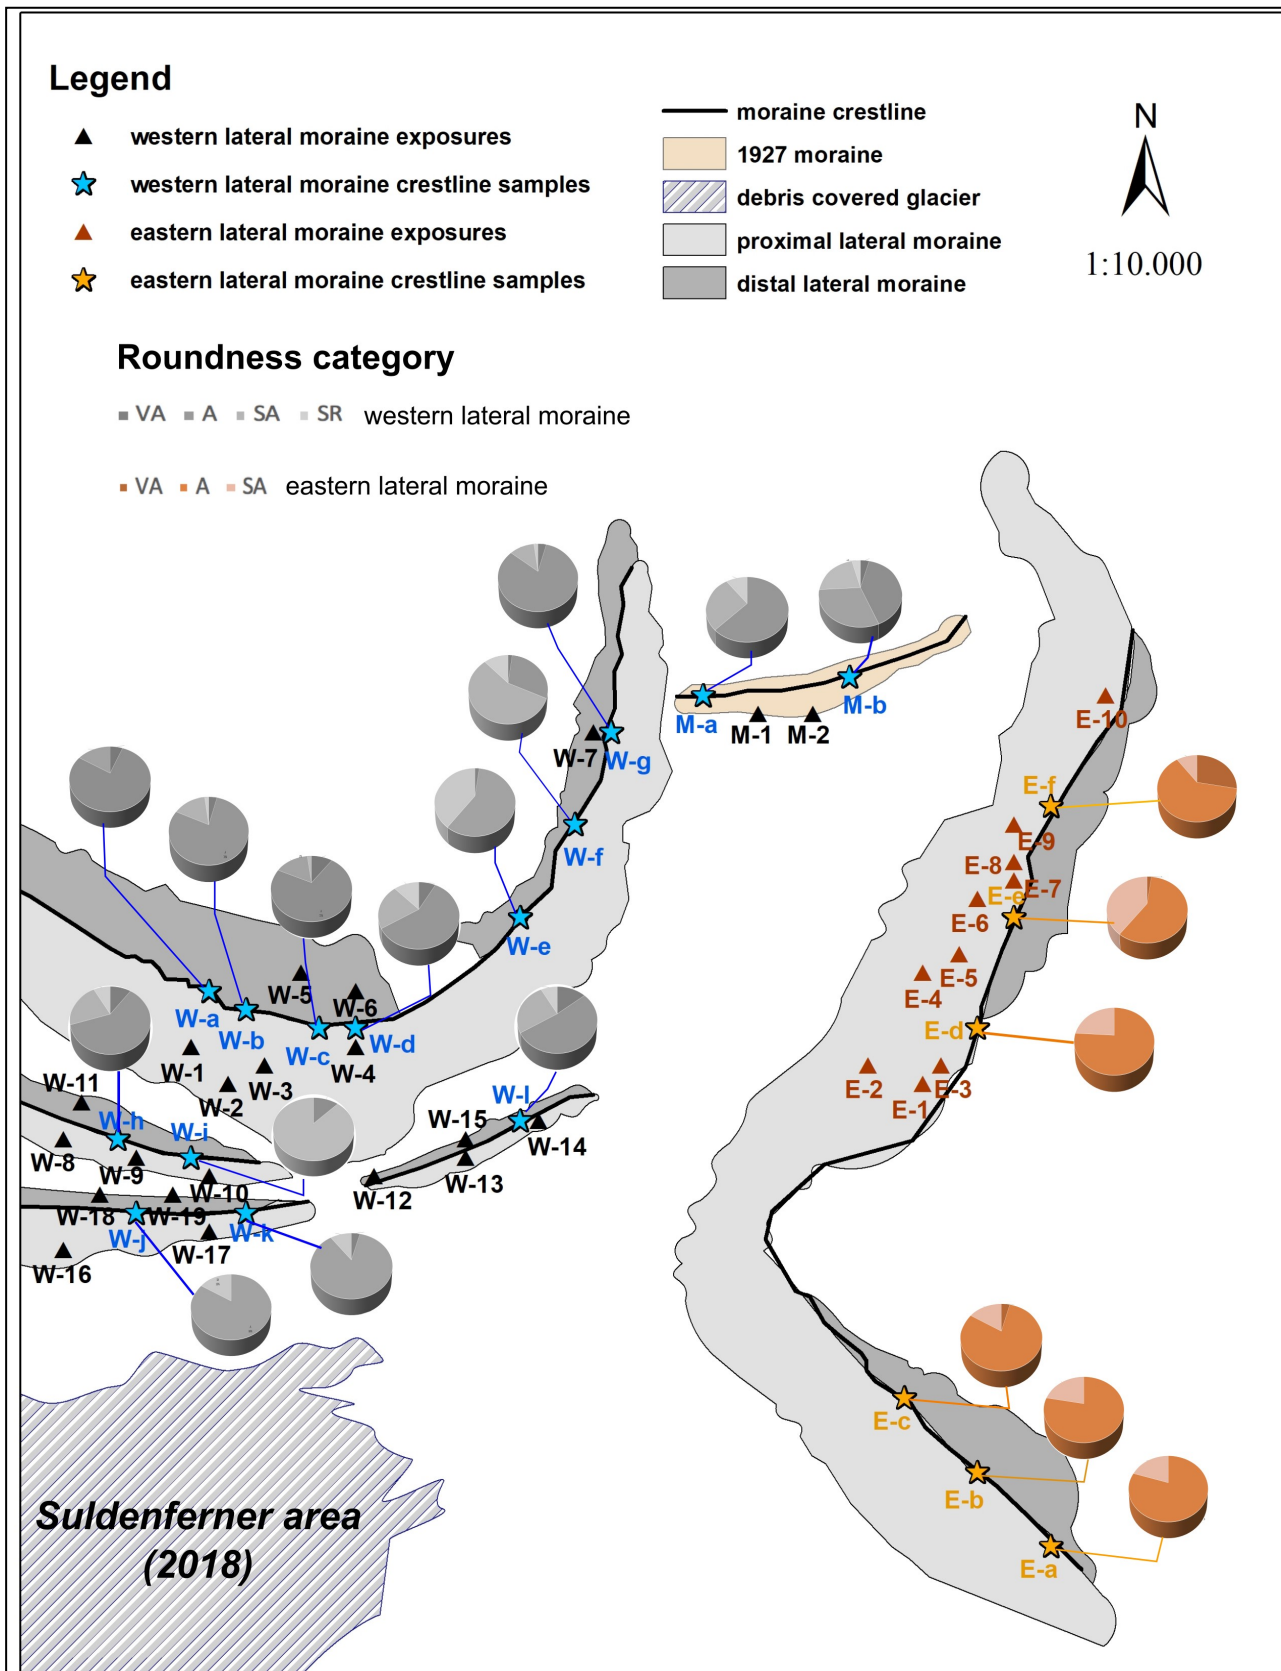 Legend
western lateral moraine exposures
western lateral moraine crestline samples
eastern lateral moraine exposures
eastern lateral moraine crestline samples
moraine crestline
1927 moraine
debris covered glacier
proximal lateral moraine
distal lateral moraine
N
1:10.000
Roundness category
VA A SA SR western lateral moraine
VA A SA eastern lateral moraine
M-a
M-b
M-1
M-2
W-7
W-g
W-f
W-e
W-5
W-6
W-a
W-b
W-c
W-d
W-1
W-2
W-3
W-4
W-11
W-h
W-i
W-8
W-9
W-10
W-l
W-15
W-14
W-13
W-12
W-18
W-19
W-j
W-k
W-17
W-16
E-10
E-f
E-9
E-8
E-7
E-e
E-6
E-5
E-4
E-d
E-2
E-3
E-1
E-c
E-b
E-a
Suldenferner area
(2018)